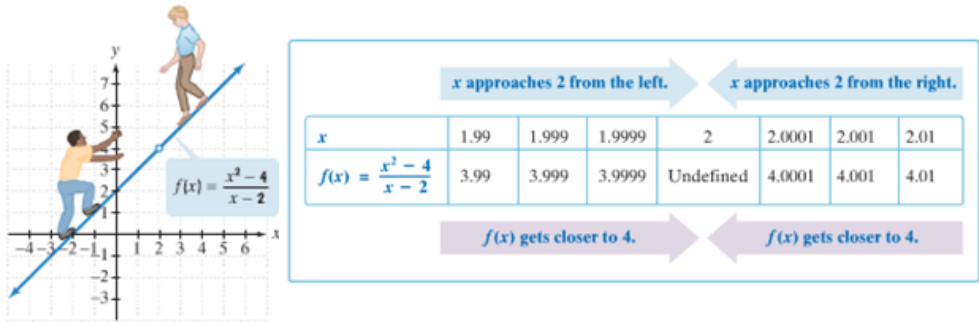 y
7
6
5
4
3
2
1
f(x) = x² − 4 / x − 2
−4 −3 −2 −1 1 2 3 4 5 6 x
−1
−2
−3
x approaches 2 from the left. x approaches 2 from the right.
x 1.99 1.999 1.9999 2 2.0001 2.001 2.01
f(x) = x² − 4 / x − 2 3.99 3.999 3.9999 Undefined 4.0001 4.001 4.01
f(x) gets closer to 4. f(x) gets closer to 4.